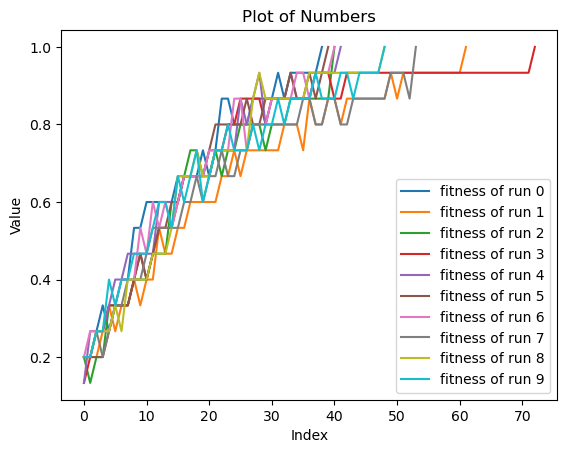 Plot of Numbers
1.0
0.8
0.6
0.4
0.2
Value
0 10 20 30 40 50 60 70
Index
fitness of run 0
fitness of run 1
fitness of run 2
fitness of run 3
fitness of run 4
fitness of run 5
fitness of run 6
fitness of run 7
fitness of run 8
fitness of run 9